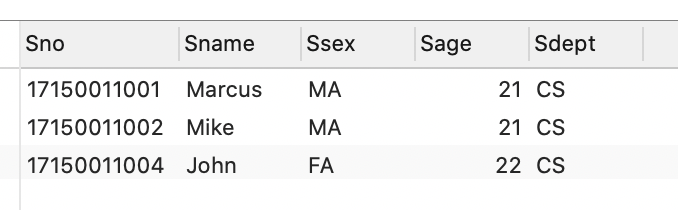 Sno Sname Ssex Sage Sdept
17150011001 Marcus MA 21 CS
17150011002 Mike MA 21 CS
17150011004 John FA 22 CS